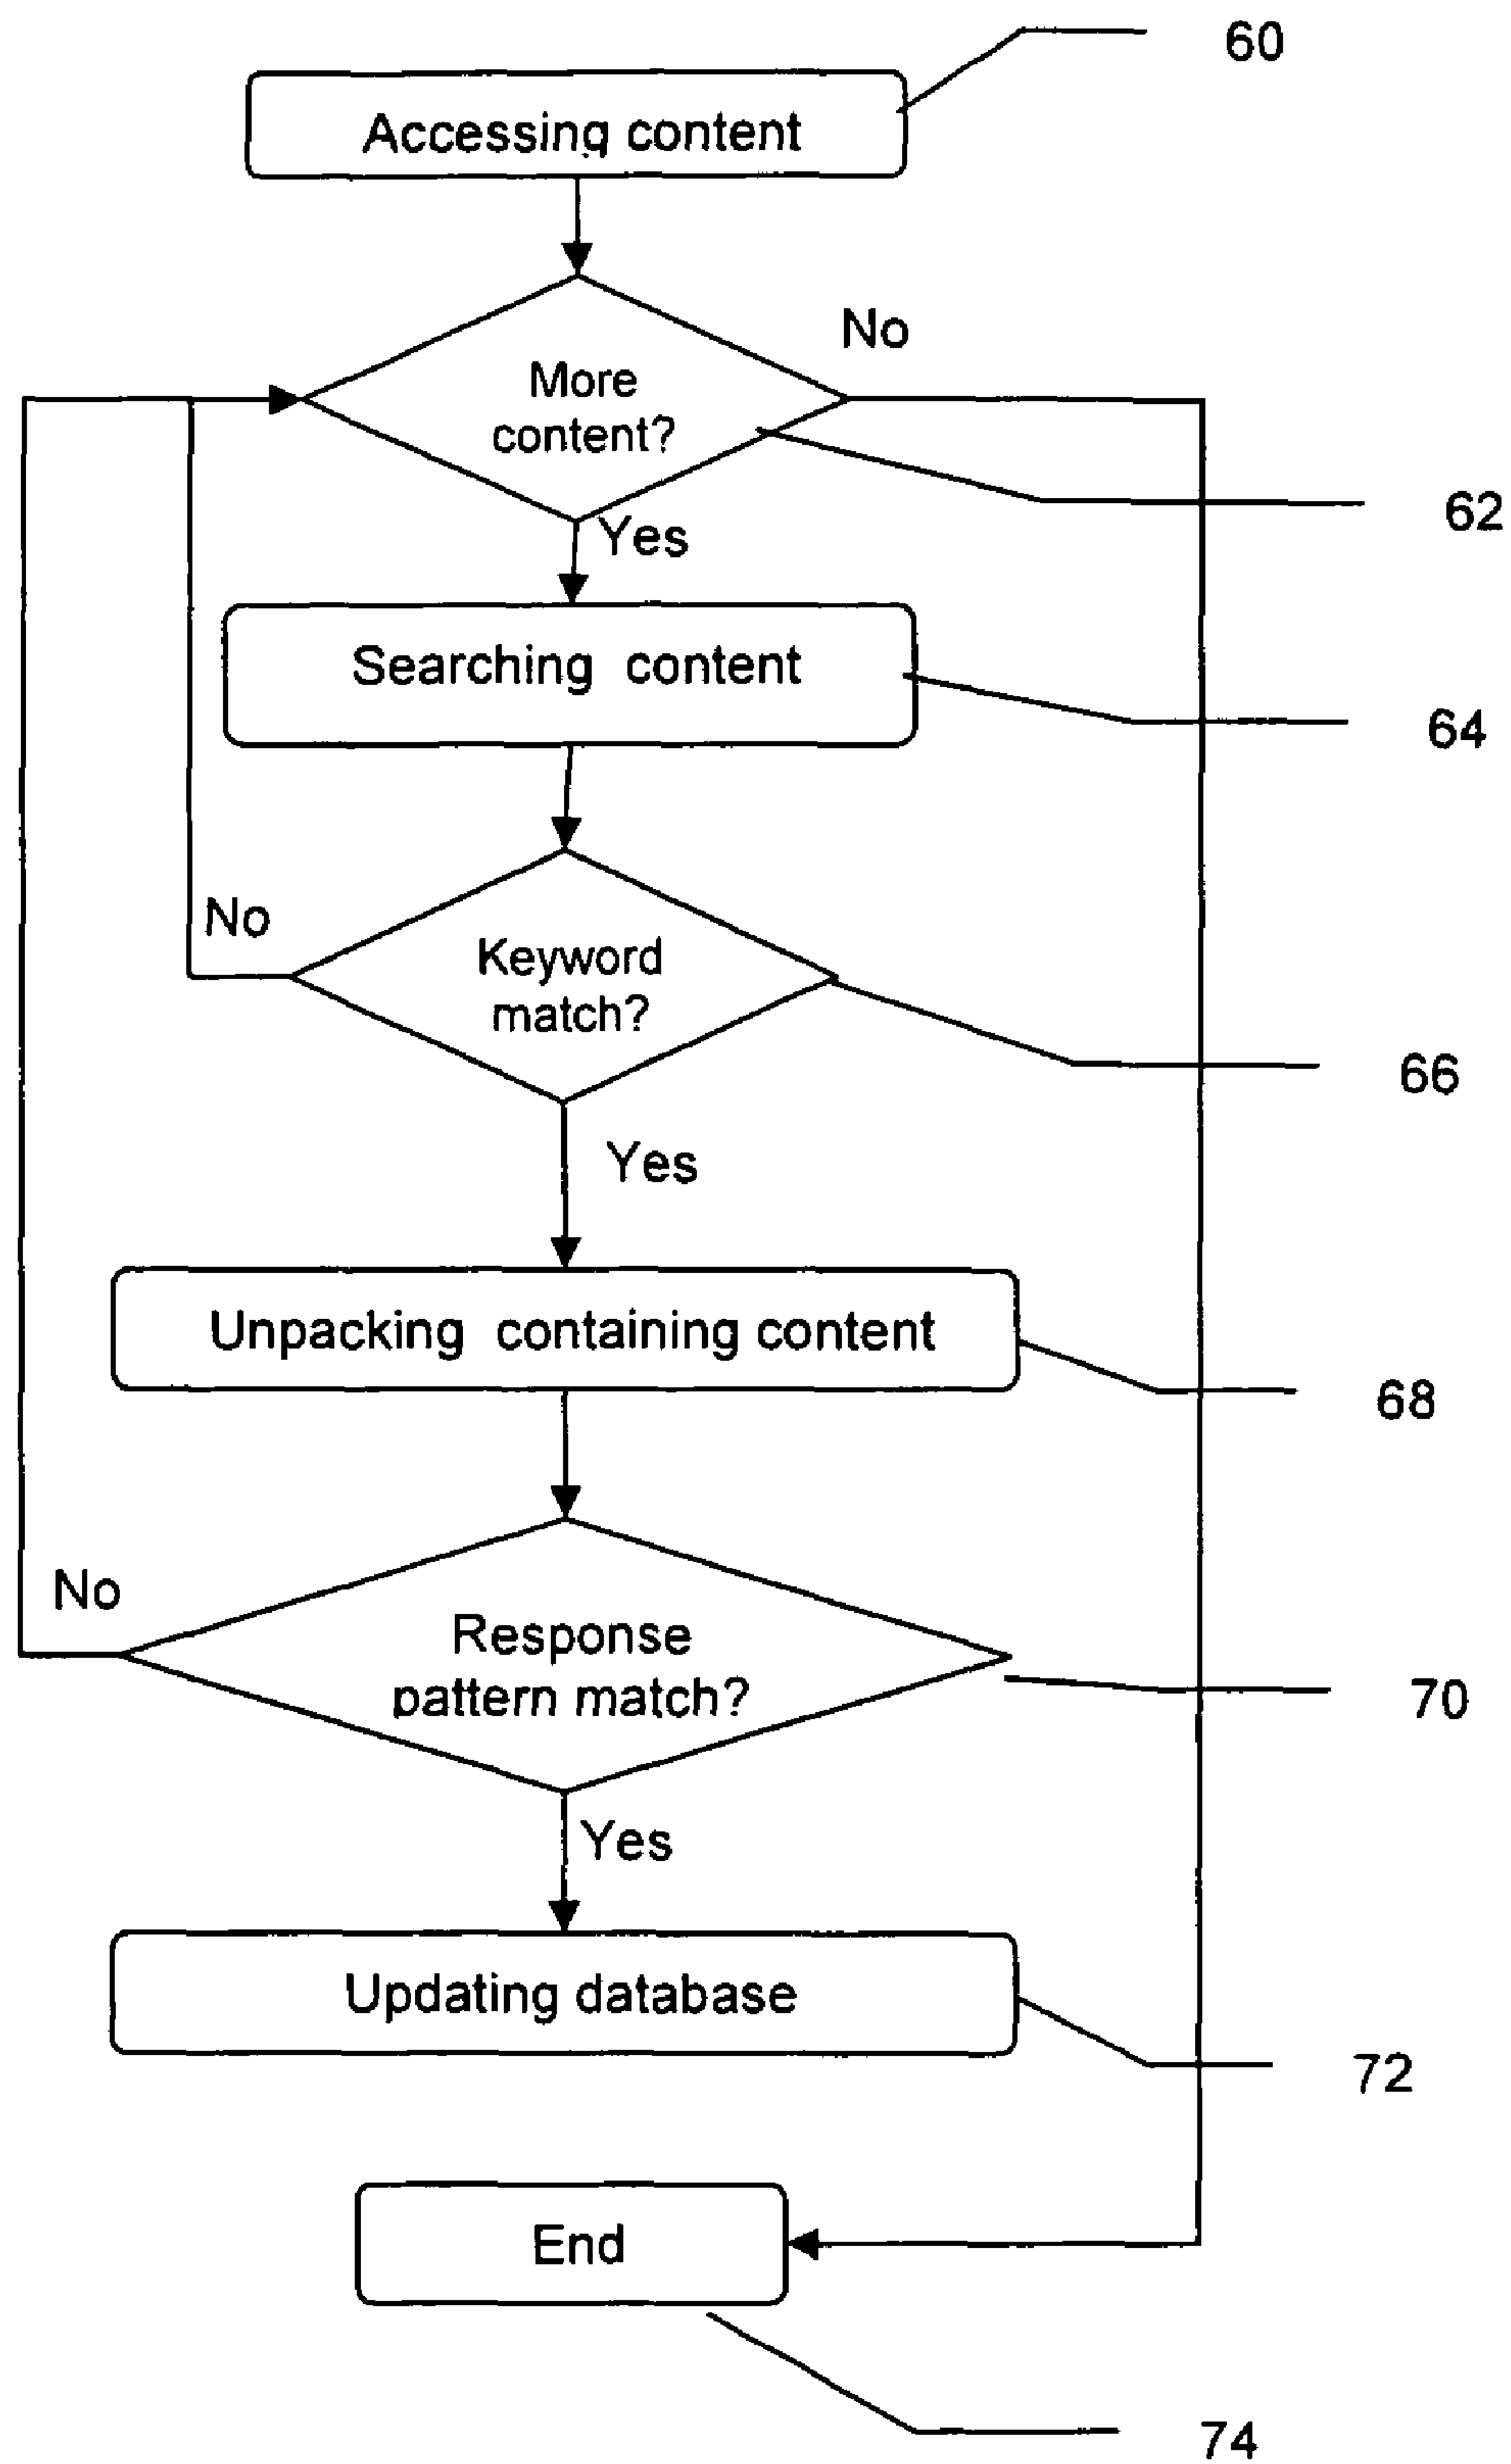 60
Accessing content
No
More
content?
62
Yes
Searching content
64
No
Keyword
match?
66
Yes
Unpacking containing content
68
No
Response
pattern match?
70
Yes
Updating database
72
End
74